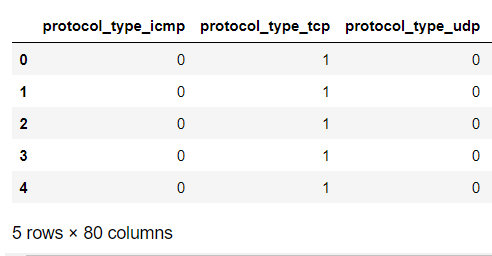 protocol_type_icmp protocol_type_tcp protocol_type_udp
0 0 1 0
1 0 1 0
2 0 1 0
3 0 1 0
4 0 1 0
5 rows × 80 columns